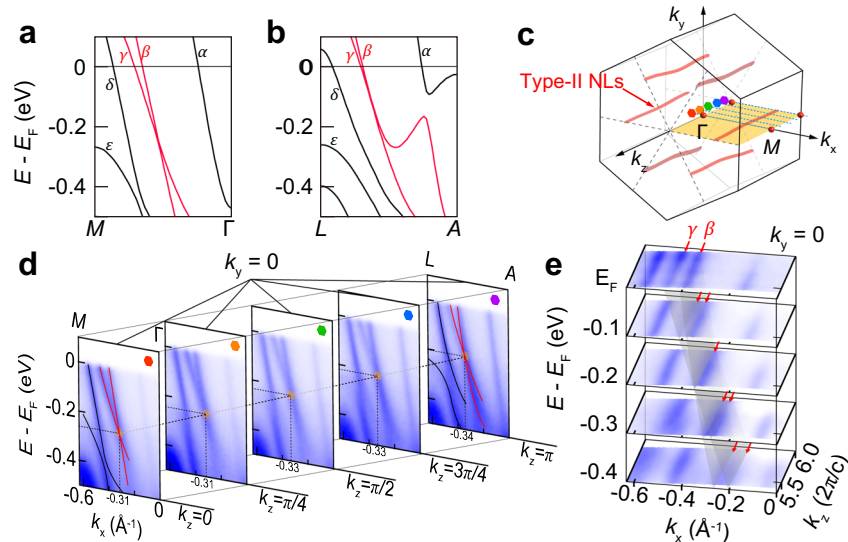 a
γ β α
0
δ
ε
-0.2
-0.4
E - E_F (eV)
M Γ
b
γ β α
0
δ
ε
-0.2
-0.4
L A
c
k_y
Type-II NLs
Γ
k_x
M
k_z
d
k_y = 0
L
A
M
Γ
0
-0.2
-0.4
E - E_F (eV)
-0.31
-0.31
-0.33
-0.33
-0.34
-0.6 0
k_x (Å⁻¹)
k_z=0
k_z=π/4
k_z=π/2
k_z=3π/4
k_z=π
e
γ β
k_y = 0
E_F
-0.1
-0.2
-0.3
-0.4
E - E_F (eV)
-0.6 -0.4 -0.2 0
k_x (Å⁻¹)
5.5 6.0
k_z (2π/c)